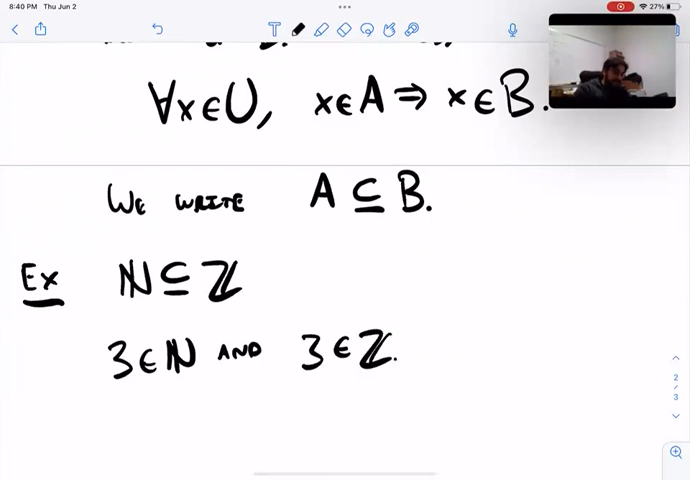 8:40 PM Thu Jun 2
27%
∀x∈U, x∈A ⇒ x∈B.
WE WRITE A ⊆ B.
Ex ℕ ⊆ ℤ
3∈ℕ AND 3∈ℤ.
2
/
3